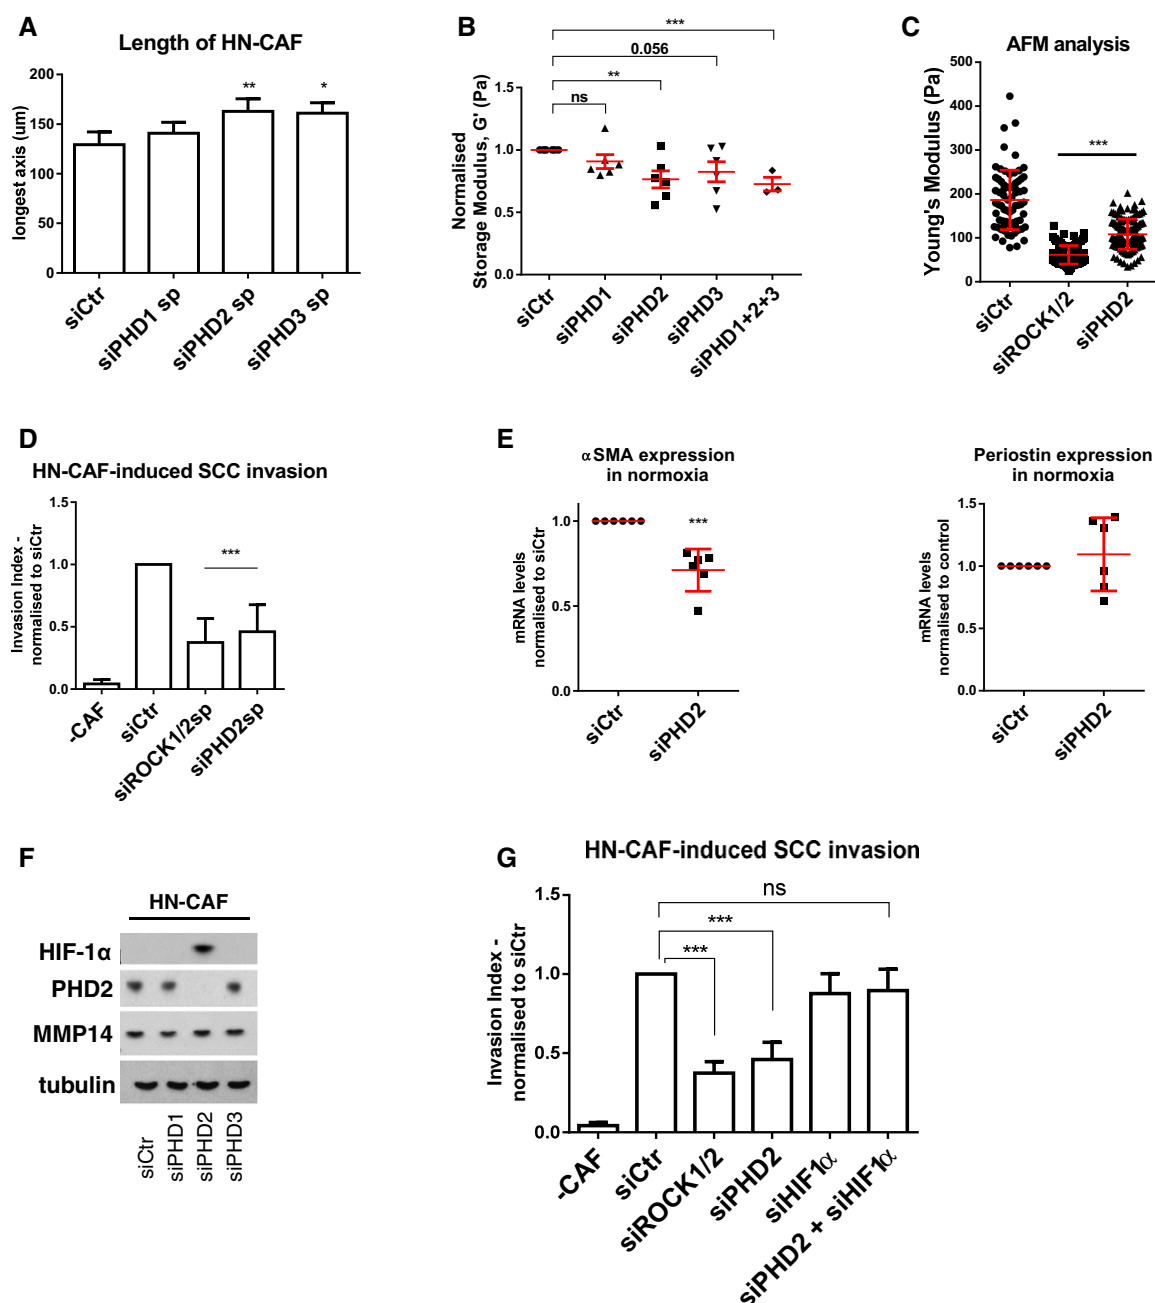 A
Length of HN-CAF
longest axis (um)
200
150
100
50
0
**
*
siCtr
siPHD1 sp
siPHD2 sp
siPHD3 sp
B
Normalised
Storage Modulus, G' (Pa)
1.5
1.0
0.5
0.0
***
0.056
**
ns
siCtr
siPHD1
siPHD2
siPHD3
siPHD1+2+3
C
AFM analysis
Young's Modulus (Pa)
500
400
300
200
100
0
***
siCtr
siROCK1/2
siPHD2
D
HN-CAF-induced SCC invasion
Invasion Index -
normalised to siCtr
1.5
1.0
0.5
0.0
***
-CAF
siCtr
siROCK1/2sp
siPHD2sp
E
αSMA expression
in normoxia
mRNA levels
normalised to siCtr
1.0
0.5
0.0
***
siCtr
siPHD2
Periostin expression
in normoxia
mRNA levels
normalised to control
1.5
1.0
0.5
0.0
siCtr
siPHD2
F
HN-CAF
HIF-1α
PHD2
MMP14
tubulin
siCtr
siPHD1
siPHD2
siPHD3
G
HN-CAF-induced SCC invasion
Invasion Index -
normalised to siCtr
1.5
1.0
0.5
0.0
ns
***
***
-CAF
siCtr
siROCK1/2
siPHD2
siHIF1α
siPHD2 + siHIF1α